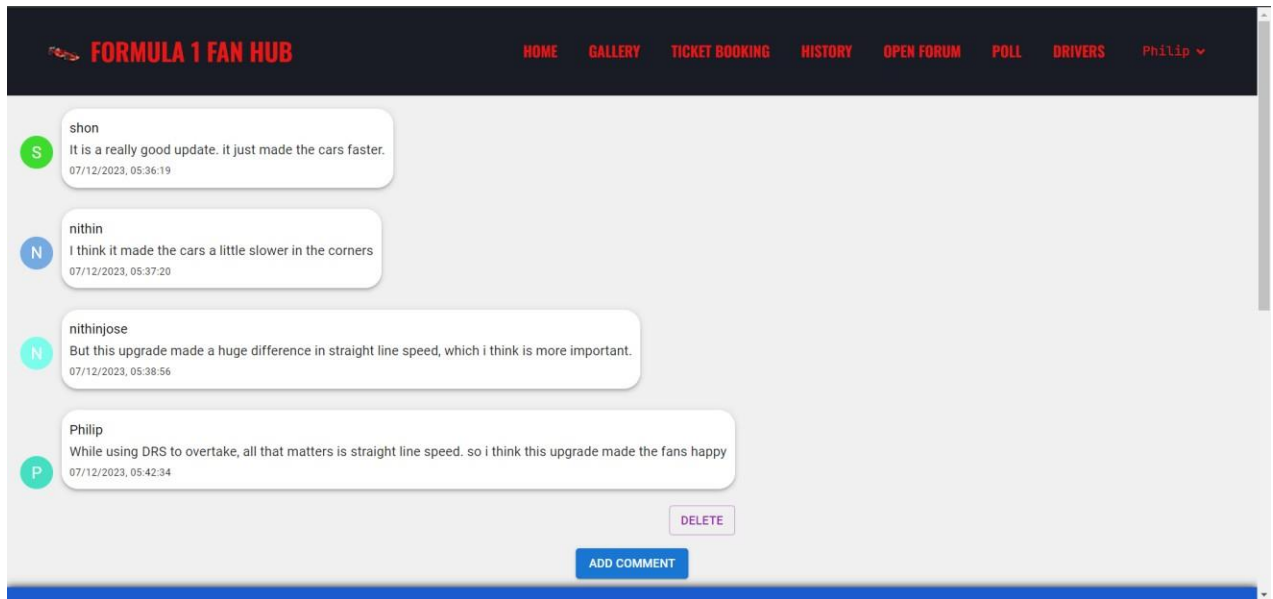 FORMULA 1 FAN HUB
HOME GALLERY TICKET BOOKING HISTORY OPEN FORUM POLL DRIVERS Philip
S
shon
It is a really good update. it just made the cars faster.
07/12/2023, 05:36:19
N
nithin
I think it made the cars a little slower in the corners
07/12/2023, 05:37:20
N
nithinjose
But this upgrade made a huge difference in straight line speed, which i think is more important.
07/12/2023, 05:38:56
P
Philip
While using DRS to overtake, all that matters is straight line speed. so i think this upgrade made the fans happy
07/12/2023, 05:42:34
DELETE
ADD COMMENT